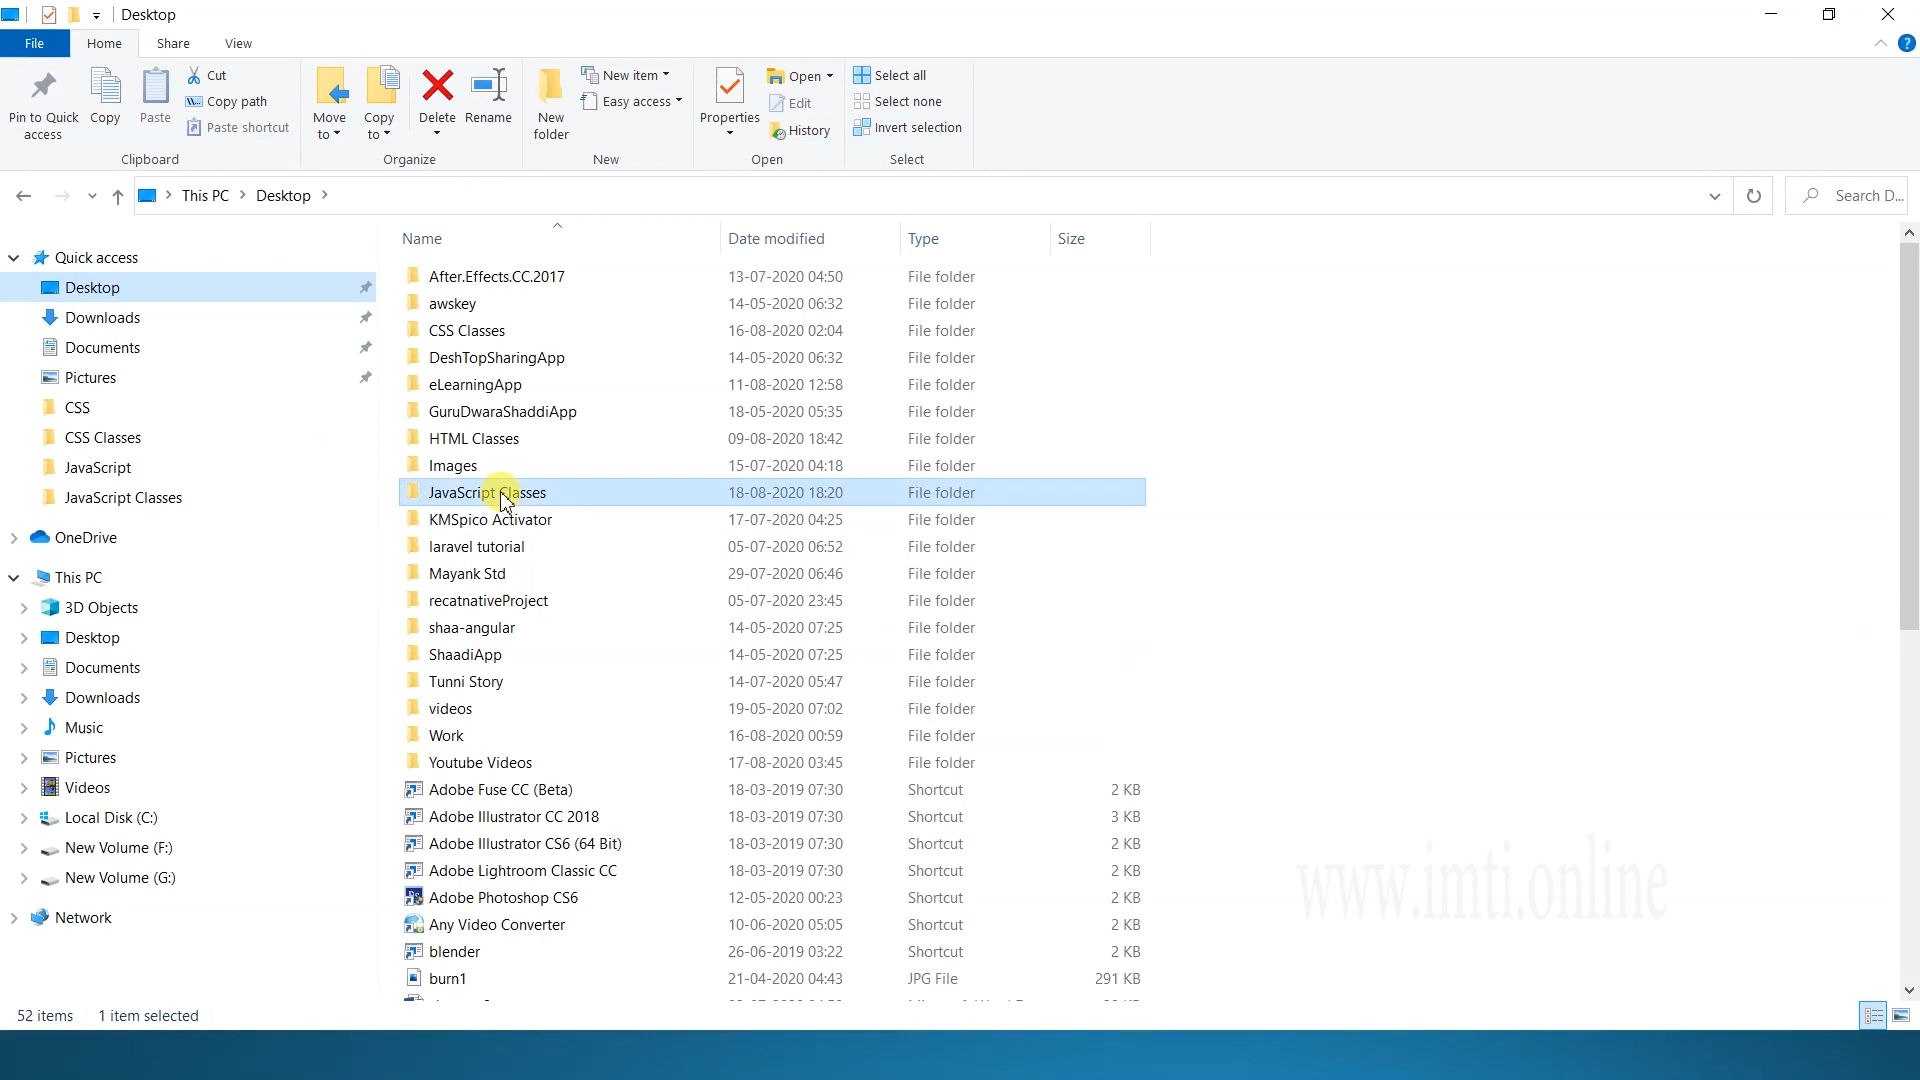 Desktop
File Home Share View
Pin to Quick access
Copy
Paste
Cut
Copy path
Paste shortcut
Clipboard
Move to
Copy to
Delete
Rename
Organize
New folder
New item
Easy access
New
Properties
Open
Edit
History
Open
Select all
Select none
Invert selection
Select
This PC Desktop
Search D...
Quick access
Desktop
Downloads
Documents
Pictures
CSS
CSS Classes
JavaScript
JavaScript Classes
OneDrive
This PC
3D Objects
Desktop
Documents
Downloads
Music
Pictures
Videos
Local Disk (C:)
New Volume (F:)
New Volume (G:)
Network
Name Date modified Type Size
After.Effects.CC.2017 13-07-2020 04:50 File folder
awskey 14-05-2020 06:32 File folder
CSS Classes 16-08-2020 02:04 File folder
DeshTopSharingApp 14-05-2020 06:32 File folder
eLearningApp 11-08-2020 12:58 File folder
GuruDwaraShaddiApp 18-05-2020 05:35 File folder
HTML Classes 09-08-2020 18:42 File folder
Images 15-07-2020 04:18 File folder
JavaScript Classes 18-08-2020 18:20 File folder
KMSpico Activator 17-07-2020 04:25 File folder
laravel tutorial 05-07-2020 06:52 File folder
Mayank Std 29-07-2020 06:46 File folder
recatnativeProject 05-07-2020 23:45 File folder
shaa-angular 14-05-2020 07:25 File folder
ShaadiApp 14-05-2020 07:25 File folder
Tunni Story 14-07-2020 05:47 File folder
videos 19-05-2020 07:02 File folder
Work 16-08-2020 00:59 File folder
Youtube Videos 17-08-2020 03:45 File folder
Adobe Fuse CC (Beta) 18-03-2019 07:30 Shortcut 2 KB
Adobe Illustrator CC 2018 18-03-2019 07:30 Shortcut 3 KB
Adobe Illustrator CS6 (64 Bit) 18-03-2019 07:30 Shortcut 2 KB
Adobe Lightroom Classic CC 18-03-2019 07:30 Shortcut 2 KB
Adobe Photoshop CS6 12-05-2020 00:23 Shortcut 2 KB
Any Video Converter 10-06-2020 05:05 Shortcut 2 KB
blender 26-06-2019 03:22 Shortcut 2 KB
burn1 21-04-2020 04:43 JPG File 291 KB
www.imti.online
52 items 1 item selected